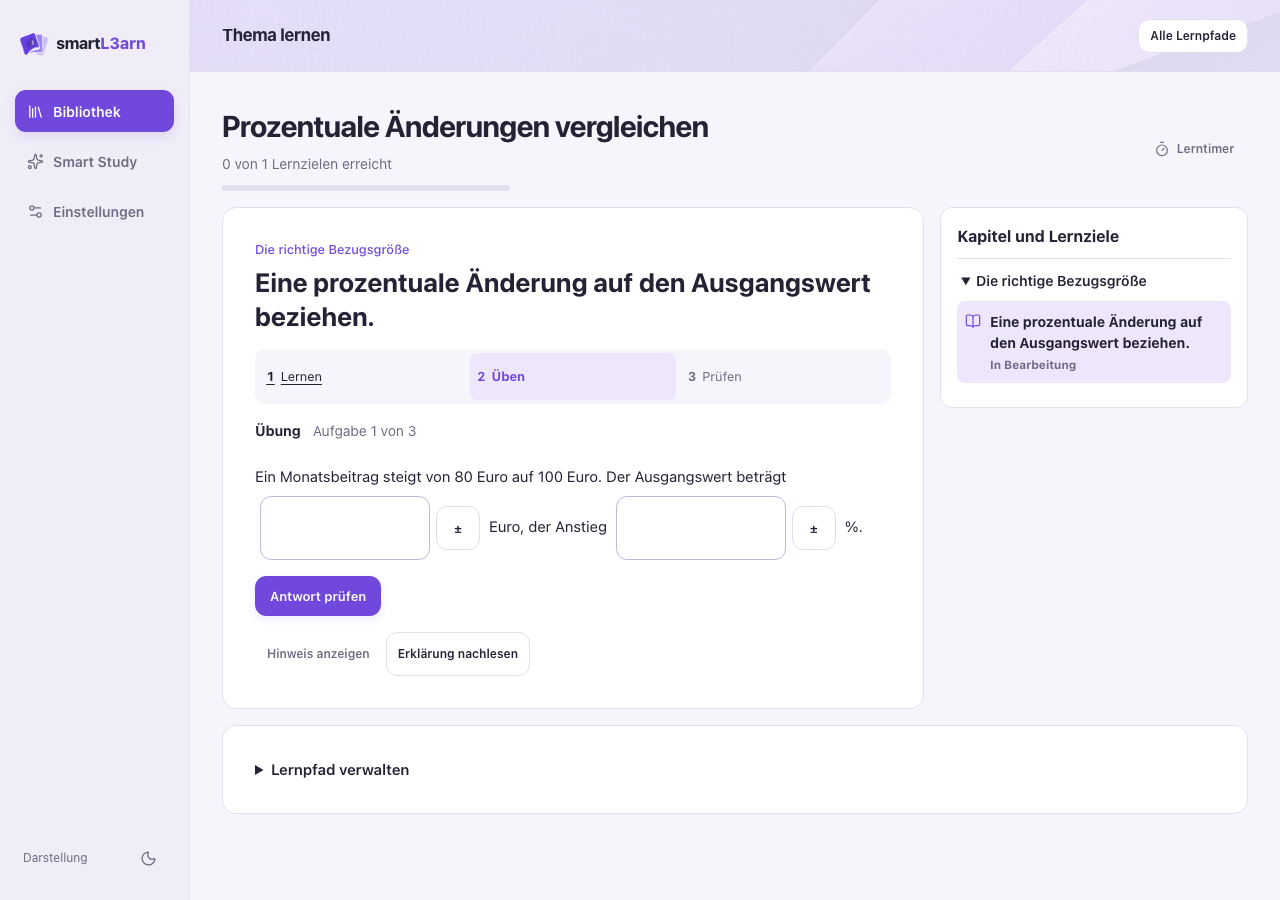 smartL3arn
Thema lernen
Alle Lernpfade
Bibliothek
Smart Study
Einstellungen
Prozentuale Änderungen vergleichen
0 von 1 Lernzielen erreicht
Lerntimer
Die richtige Bezugsgröße
Eine prozentuale Änderung auf den Ausgangswert
beziehen.
1 Lernen
2 Üben
3 Prüfen
Übung Aufgabe 1 von 3
Ein Monatsbeitrag steigt von 80 Euro auf 100 Euro. Der Ausgangswert beträgt
± Euro, der Anstieg ± %.
Antwort prüfen
Hinweis anzeigen
Erklärung nachlesen
Kapitel und Lernziele
▼ Die richtige Bezugsgröße
Eine prozentuale Änderung auf
den Ausgangswert beziehen.
In Bearbeitung
▶ Lernpfad verwalten
Darstellung